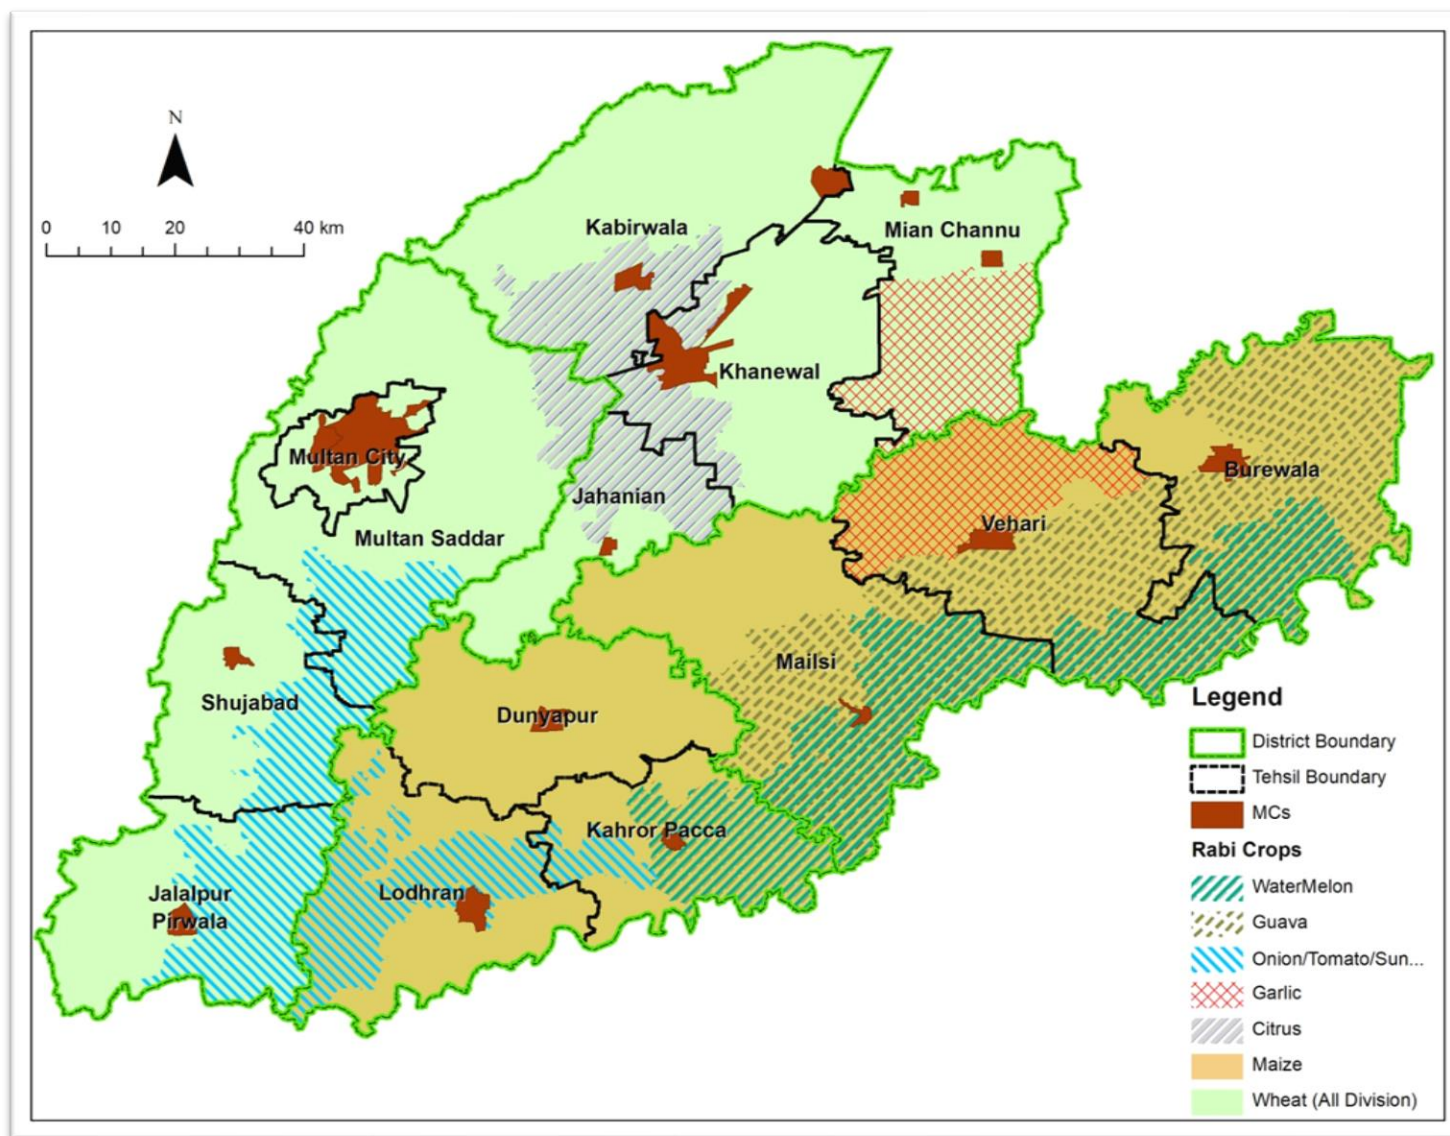 N
0 10 20 40 km
Kabirwala
Mian Channu
Khanewal
Multan City
Burewala
Jahanian
Vehari
Multan Saddar
Mailsi
Shujabad
Dunyapur
Kahror Pacca
Jalalpur
Pirwala
Lodhran
Legend
District Boundary
Tehsil Boundary
MCs
Rabi Crops
WaterMelon
Guava
Onion/Tomato/Sun...
Garlic
Citrus
Maize
Wheat (All Division)